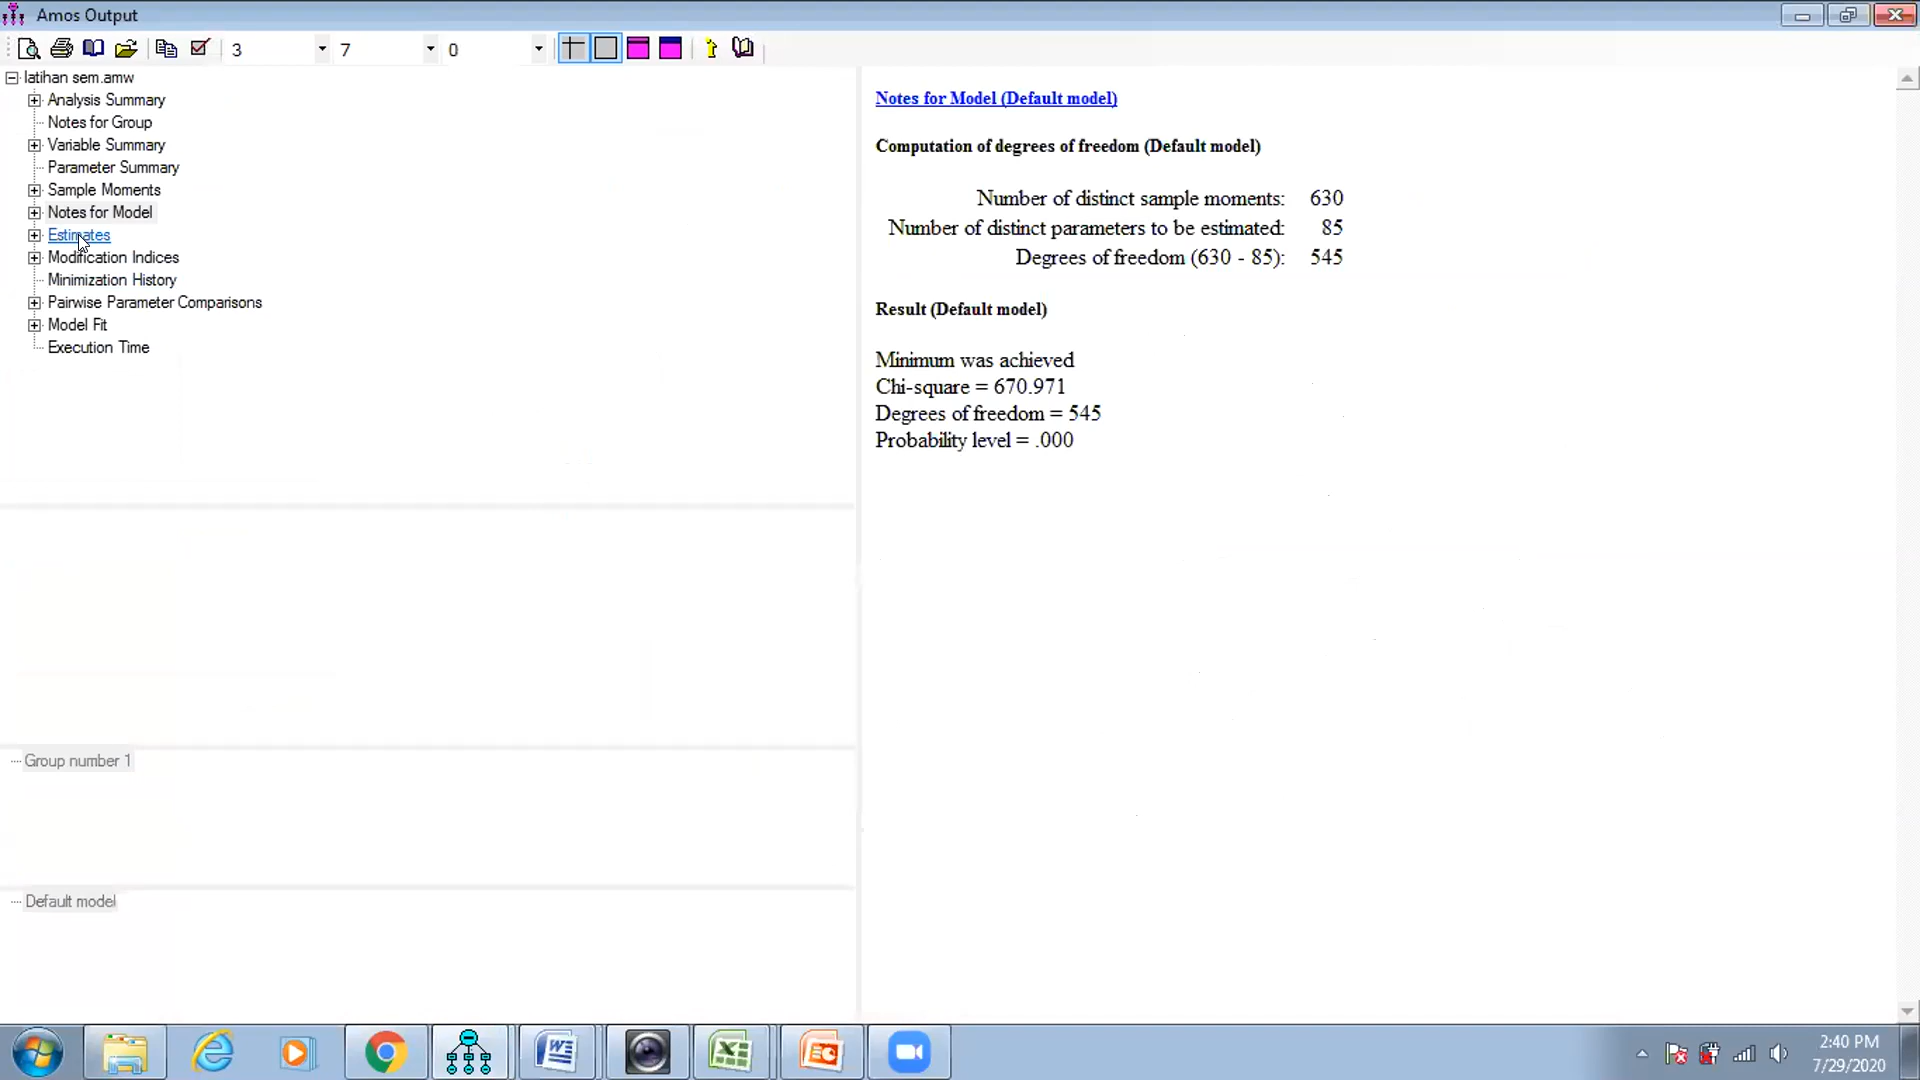 Amos Output
3 7 0
latihan sem.amw
Analysis Summary
Notes for Group
Variable Summary
Parameter Summary
Sample Moments
Notes for Model
Estimates
Modification Indices
Minimization History
Pairwise Parameter Comparisons
Model Fit
Execution Time
Group number 1
Default model
Notes for Model (Default model)
Computation of degrees of freedom (Default model)
Number of distinct sample moments: 630
Number of distinct parameters to be estimated: 85
Degrees of freedom (630 - 85): 545
Result (Default model)
Minimum was achieved
Chi-square = 670.971
Degrees of freedom = 545
Probability level = .000
2:40 PM
7/29/2020